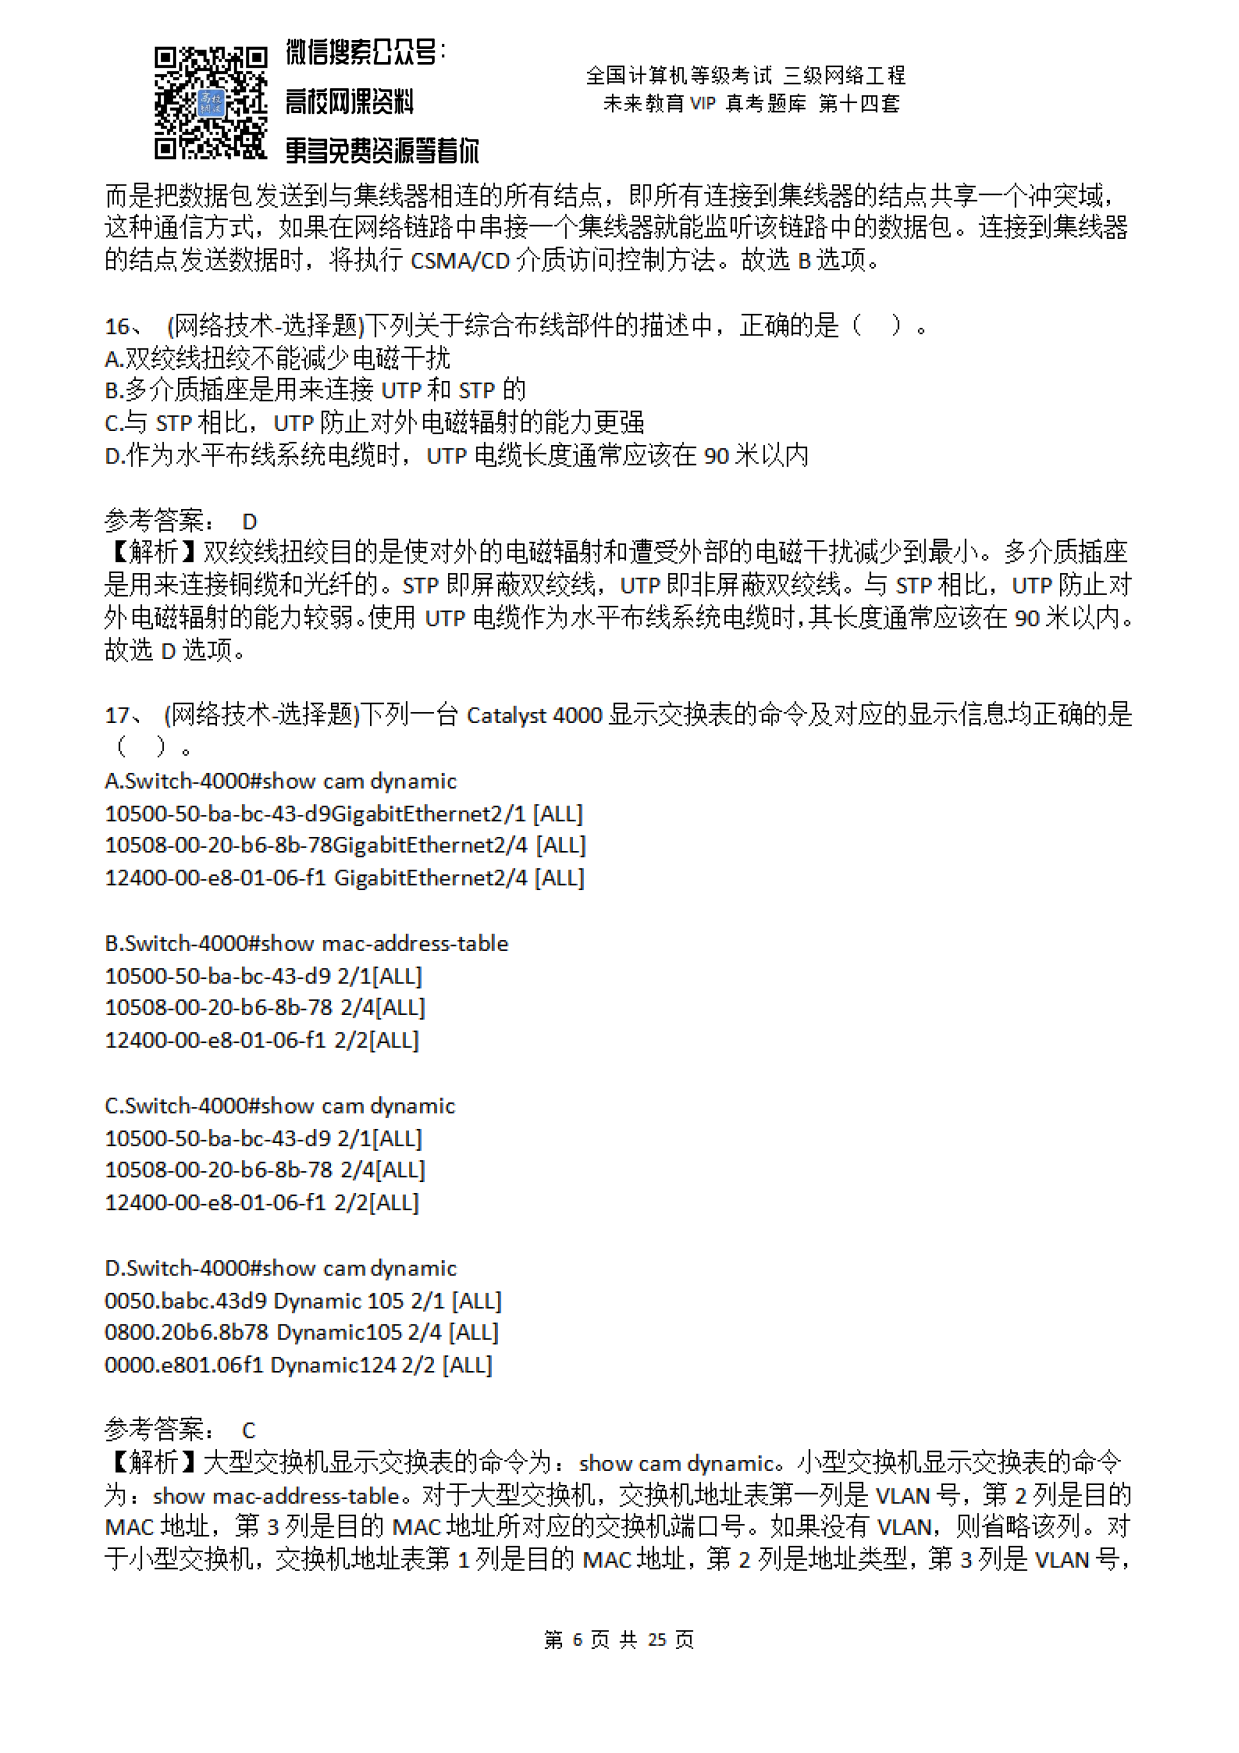 微信搜索公众号：
高校网课资料
更多免费资源等着你
全国计算机等级考试 三级网络工程
未来教育 VIP 真考题库 第十四套
而是把数据包发送到与集线器相连的所有结点，即所有连接到集线器的结点共享一个冲突域，
这种通信方式，如果在网络链路中串接一个集线器就能监听该链路中的数据包。连接到集线器
的结点发送数据时，将执行 CSMA/CD 介质访问控制方法。故选 B 选项。
16、 (网络技术-选择题)下列关于综合布线部件的描述中，正确的是（　）。
A.双绞线扭绞不能减少电磁干扰
B.多介质插座是用来连接 UTP 和 STP 的
C.与 STP 相比，UTP 防止对外电磁辐射的能力更强
D.作为水平布线系统电缆时，UTP 电缆长度通常应该在 90 米以内
参考答案： D
【解析】双绞线扭绞目的是使对外的电磁辐射和遭受外部的电磁干扰减少到最小。多介质插座
是用来连接铜缆和光纤的。STP 即屏蔽双绞线，UTP 即非屏蔽双绞线。与 STP 相比，UTP 防止对
外电磁辐射的能力较弱。使用 UTP 电缆作为水平布线系统电缆时，其长度通常应该在 90 米以内。
故选 D 选项。
17、 (网络技术-选择题)下列一台 Catalyst 4000 显示交换表的命令及对应的显示信息均正确的是
（　）。
A.Switch-4000#show cam dynamic
10500-50-ba-bc-43-d9GigabitEthernet2/1 [ALL]
10508-00-20-b6-8b-78GigabitEthernet2/4 [ALL]
12400-00-e8-01-06-f1 GigabitEthernet2/4 [ALL]
B.Switch-4000#show mac-address-table
10500-50-ba-bc-43-d9 2/1[ALL]
10508-00-20-b6-8b-78 2/4[ALL]
12400-00-e8-01-06-f1 2/2[ALL]
C.Switch-4000#show cam dynamic
10500-50-ba-bc-43-d9 2/1[ALL]
10508-00-20-b6-8b-78 2/4[ALL]
12400-00-e8-01-06-f1 2/2[ALL]
D.Switch-4000#show cam dynamic
0050.babc.43d9 Dynamic 105 2/1 [ALL]
0800.20b6.8b78 Dynamic105 2/4 [ALL]
0000.e801.06f1 Dynamic124 2/2 [ALL]
参考答案： C
【解析】大型交换机显示交换表的命令为：show cam dynamic。小型交换机显示交换表的命令
为：show mac-address-table。对于大型交换机，交换机地址表第一列是 VLAN 号，第 2 列是目的
MAC 地址，第 3 列是目的 MAC 地址所对应的交换机端口号。如果没有 VLAN，则省略该列。对
于小型交换机，交换机地址表第 1 列是目的 MAC 地址，第 2 列是地址类型，第 3 列是 VLAN 号，
第 6 页 共 25 页